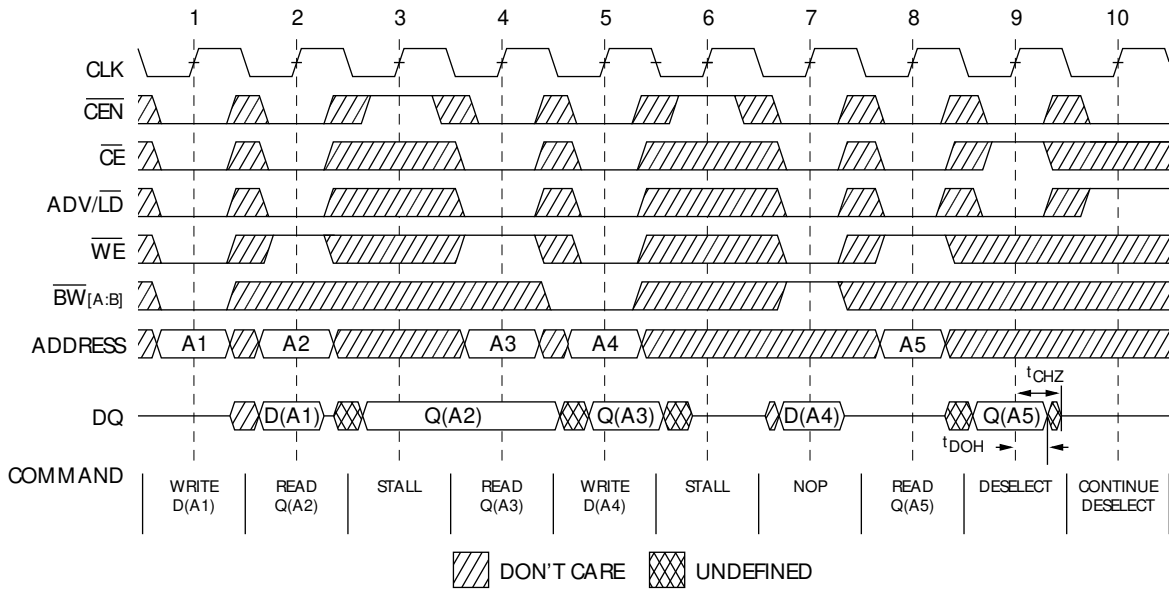 1 2 3 4 5 6 7 8 9 10
CLK
CEN
CE
ADV/LD
WE
BW[A:B]
ADDRESS A1 A2 A3 A4 A5
tCHZ
DQ D(A1) Q(A2) Q(A3) D(A4) Q(A5)
tDOH
COMMAND
WRITE READ STALL READ WRITE STALL NOP READ DESELECT CONTINUE
D(A1) Q(A2) Q(A3) D(A4) Q(A5) DESELECT
DON'T CARE UNDEFINED